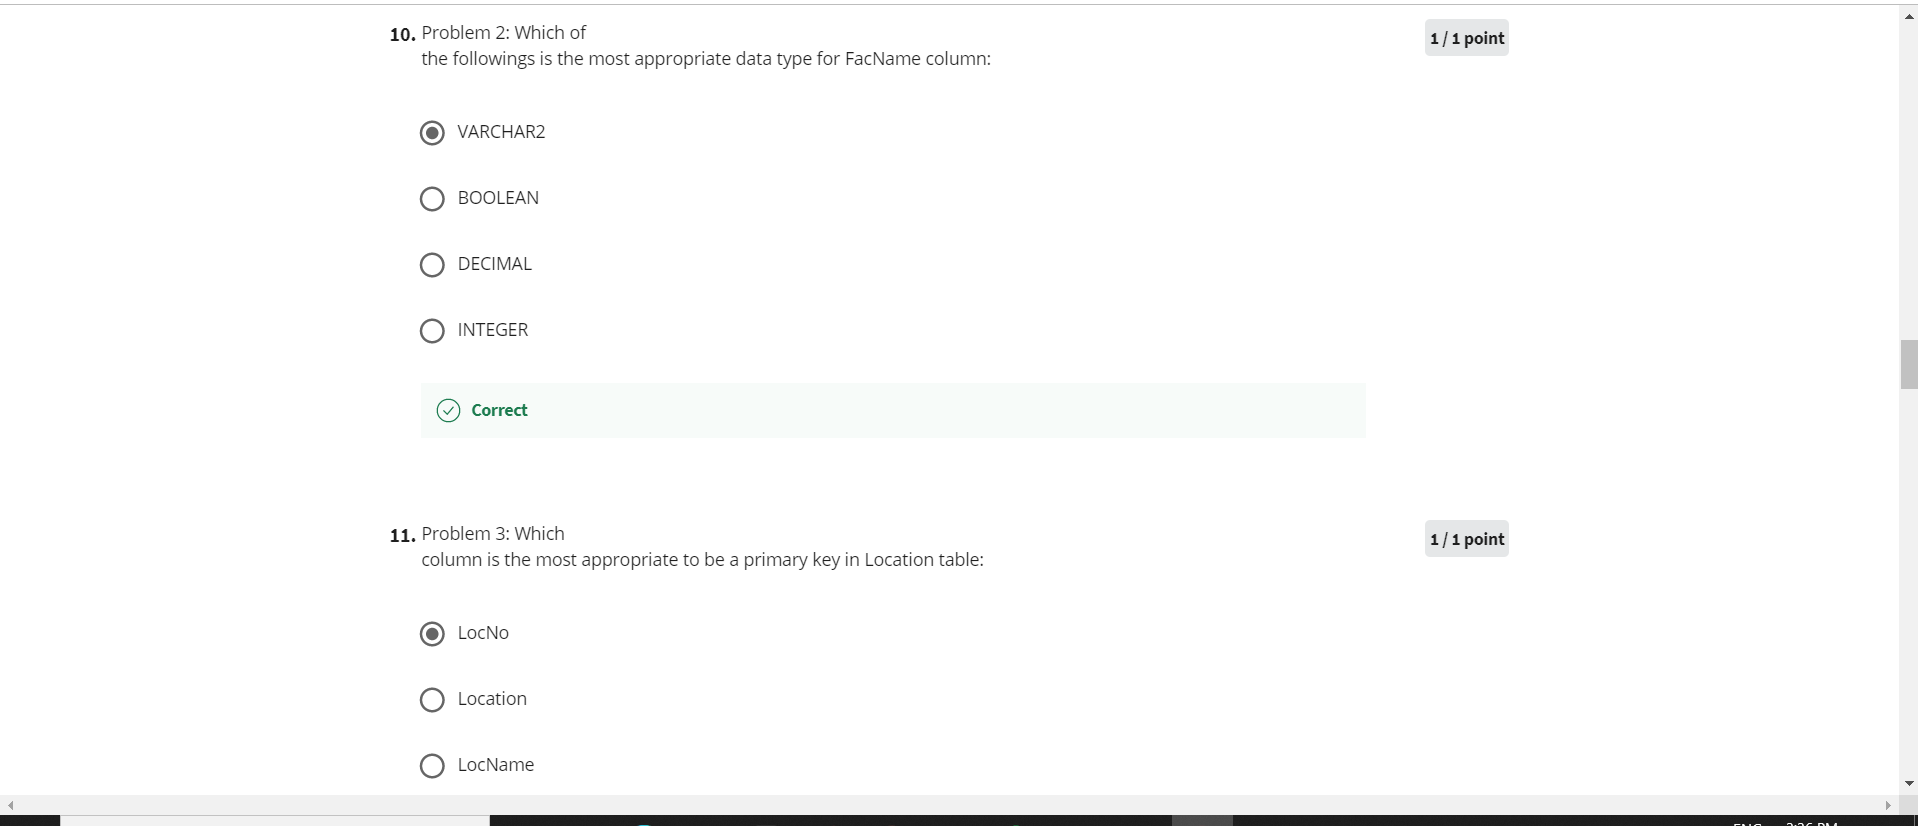 10. Problem 2: Which of
the followings is the most appropriate data type for FacName column:
1 / 1 point
VARCHAR2
BOOLEAN
DECIMAL
INTEGER
Correct
11. Problem 3: Which
column is the most appropriate to be a primary key in Location table:
1 / 1 point
LocNo
Location
LocName